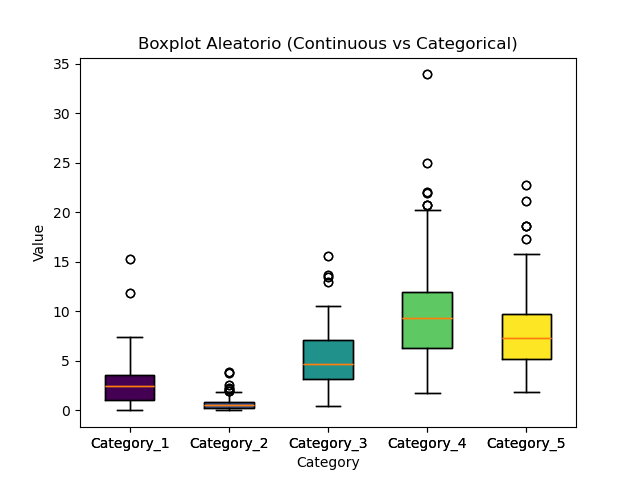 Boxplot Aleatorio (Continuous vs Categorical)
35
30
25
20
15
10
5
0
Value
Category_1 Category_2 Category_3 Category_4 Category_5
Category